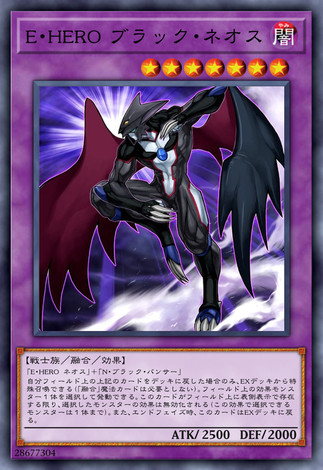 E・HERO ブラック・ネオス
闇
【戦士族／融合／効果】
「E・HERO ネオス」＋「N・ブラック・パンサー」
自分フィールド上の上記のカードをデッキに戻した場合のみ、EXデッキから特
殊召喚できる(「融合」魔法カードは必要としない)。フィールド上の効果モンス
ター1体を選択して発動できる。このカードがフィールド上に表側表示で存在
する限り、選択したモンスターの効果は無効化される(この効果で選択できる
モンスターは1体まで)。また、エンドフェイズ時、このカードはEXデッキに戻
る。
ATK/ 2500 DEF/2000
28677304